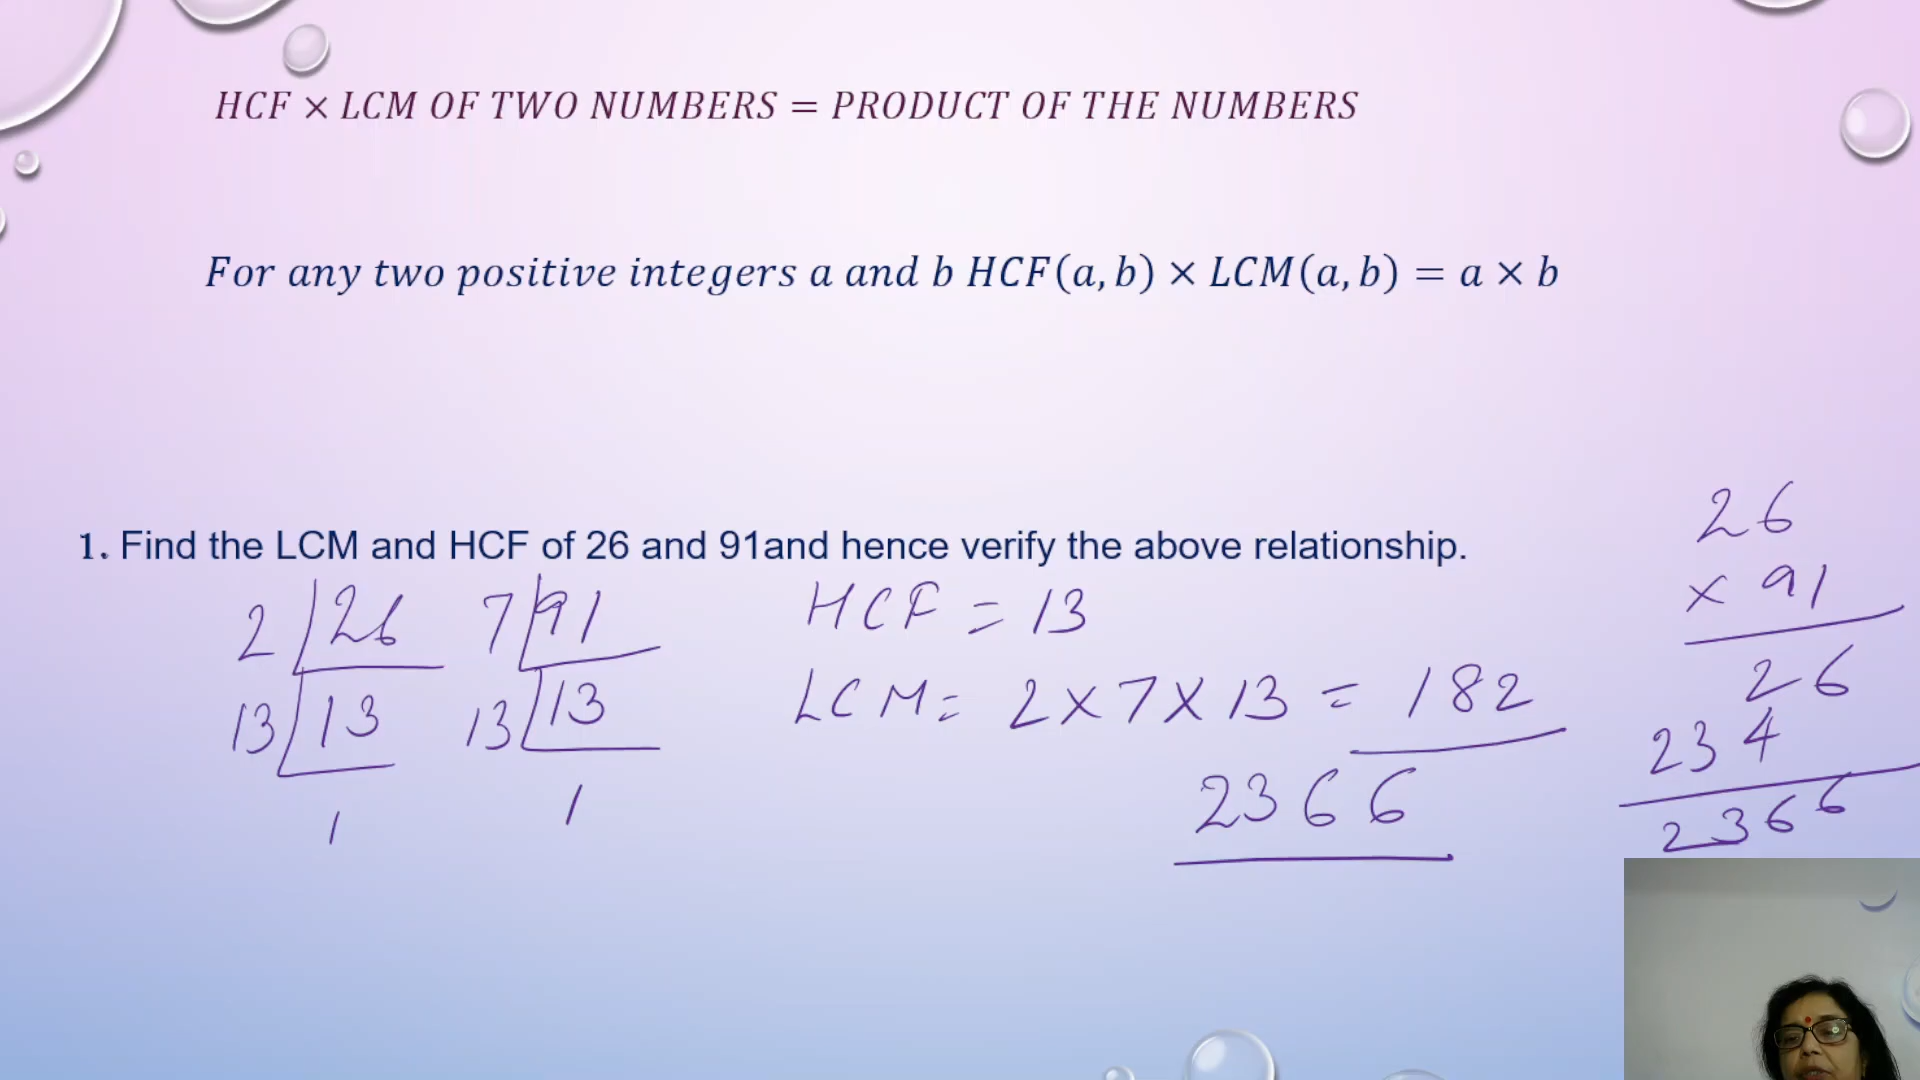 HCF × LCM OF TWO NUMBERS = PRODUCT OF THE NUMBERS
For any two positive integers a and b HCF(a, b) × LCM(a, b) = a × b
1. Find the LCM and HCF of 26 and 91and hence verify the above relationship.
2 26
13 13
1
7 91
13 13
1
HCF = 13
LCM = 2 × 7 × 13 = 182
2366
26
× 91
26
234
2366